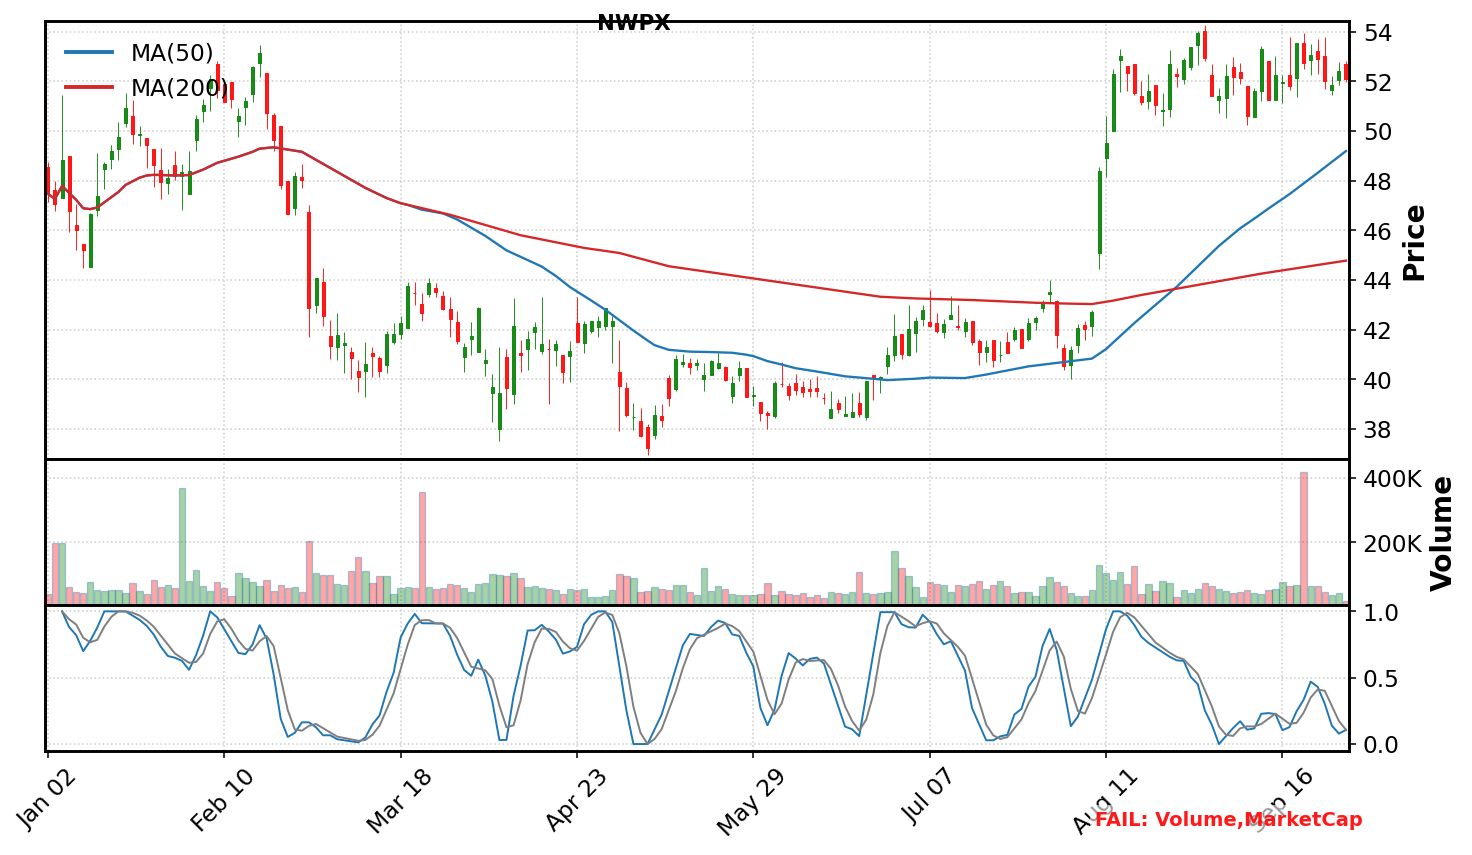 NWPX
MA(50)
MA(200)
54
52
50
48
46
44
42
40
38
Price
400K
200K
Volume
1.0
0.5
0.0
Jan 02
Feb 10
Mar 18
Apr 23
May 29
Jul 07
Aug 11
Sep 16
FAIL: Volume,MarketCap